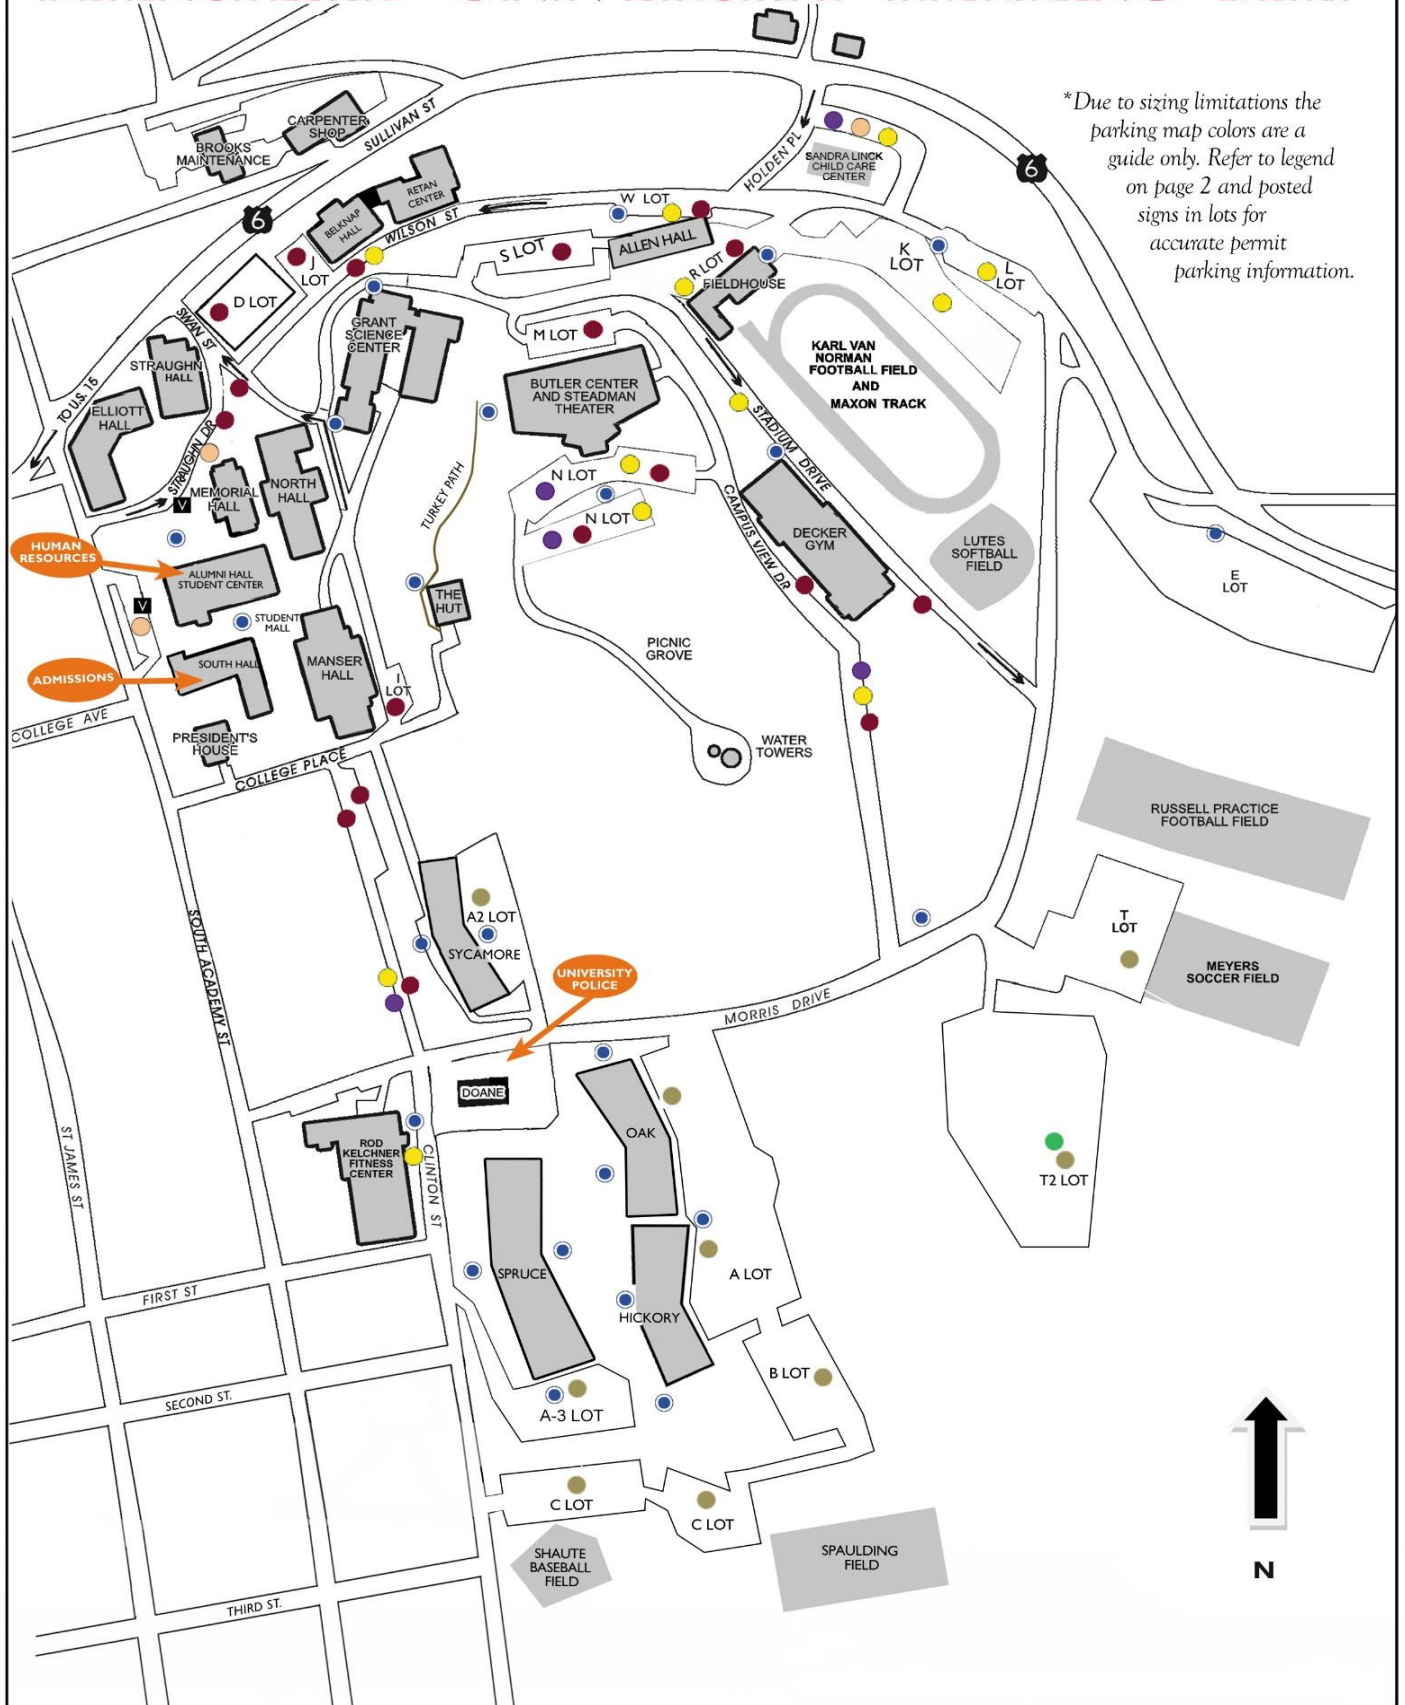 *Due to sizing limitations the
parking map colors are a
guide only. Refer to legend
on page 2 and posted
signs in lots for
accurate permit
parking information.
CARPENTER
SHOP
BROOKS
MAINTENANCE
SULLIVAN ST
6
RETAN
CENTER
BELKNAP
HALL
WILSON ST
HOLDEN PL
SANDRA LINCK
CHILD CARE
CENTER
6
W LOT
ALLEN HALL
S LOT
J
LOT
D LOT
SWAN ST
R LOT
FIELDHOUSE
K
LOT
L
LOT
GRANT
SCIENCE
CENTER
M LOT
KARL VAN
NORMAN
FOOTBALL FIELD
AND
MAXON TRACK
STRAUGHN
HALL
TO U.S. 15
ELLIOTT
HALL
BUTLER CENTER
AND STEADMAN
THEATER
STADIUM DRIVE
STRAUGHN DR
V
MEMORIAL
HALL
NORTH
HALL
TURKEY PATH
N LOT
N LOT
CAMPUS VIEW DR
DECKER
GYM
LUTES
SOFTBALL
FIELD
E
LOT
HUMAN
RESOURCES
ALUMNI HALL
STUDENT CENTER
V
STUDENT
MALL
THE
HUT
PICNIC
GROVE
ADMISSIONS
SOUTH HALL
MANSER
HALL
I
LOT
COLLEGE AVE
PRESIDENT'S
HOUSE
COLLEGE PLACE
WATER
TOWERS
RUSSELL PRACTICE
FOOTBALL FIELD
A2 LOT
SYCAMORE
T
LOT
MEYERS
SOCCER FIELD
SOUTH ACADEMY ST
UNIVERSITY
POLICE
MORRIS DRIVE
DOANE
OAK
ROD
KELCHNER
FITNESS
CENTER
CLINTON ST
ST JAMES ST
T2 LOT
SPRUCE
A LOT
HICKORY
FIRST ST
B LOT
SECOND ST.
A-3 LOT
C LOT
C LOT
SHAUTE
BASEBALL
FIELD
SPAULDING
FIELD
N
THIRD ST.